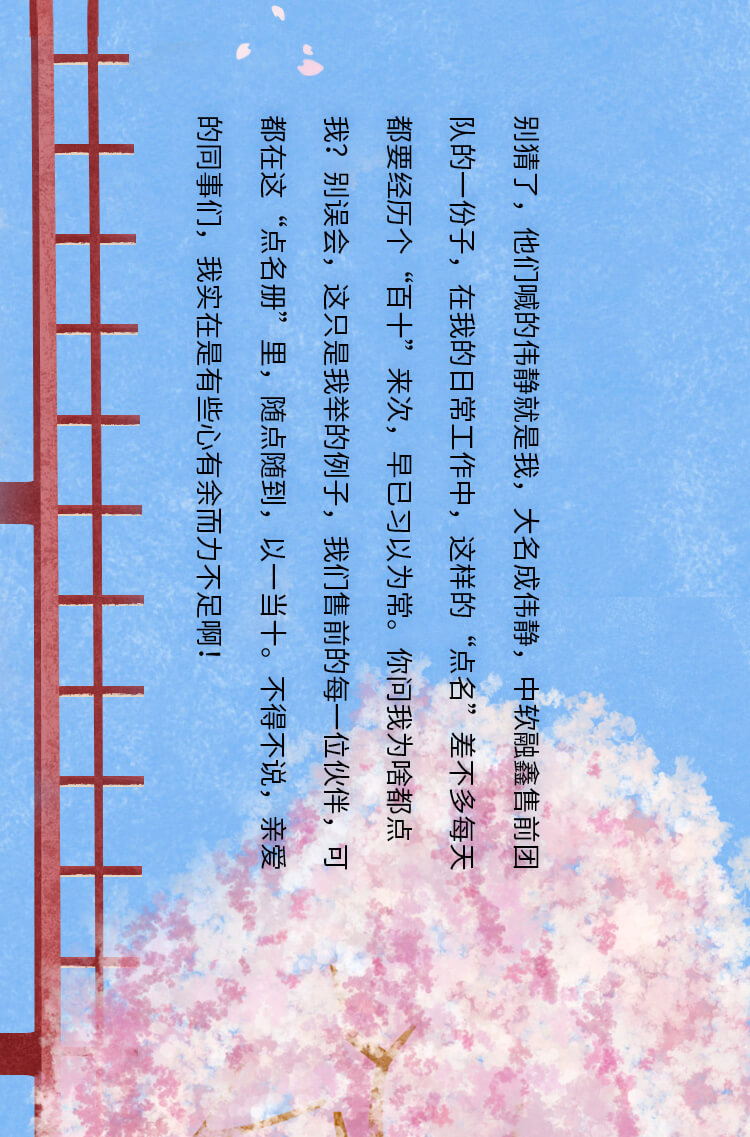 别猜了，他们喊的伟静就是我，大名成伟静，中软融鑫售前团
队的一份子，在我的日常工作中，这样的“点名”差不多每天
都要经历个“百十”来次，早已习以为常。你问我为啥都点
我？别误会，这只是我举的例子，我们售前的每一位伙伴，可
都在这“点名册”里，随点随到，以一当十。不得不说，亲爱
的同事们，我实在是有些心有余而力不足啊！